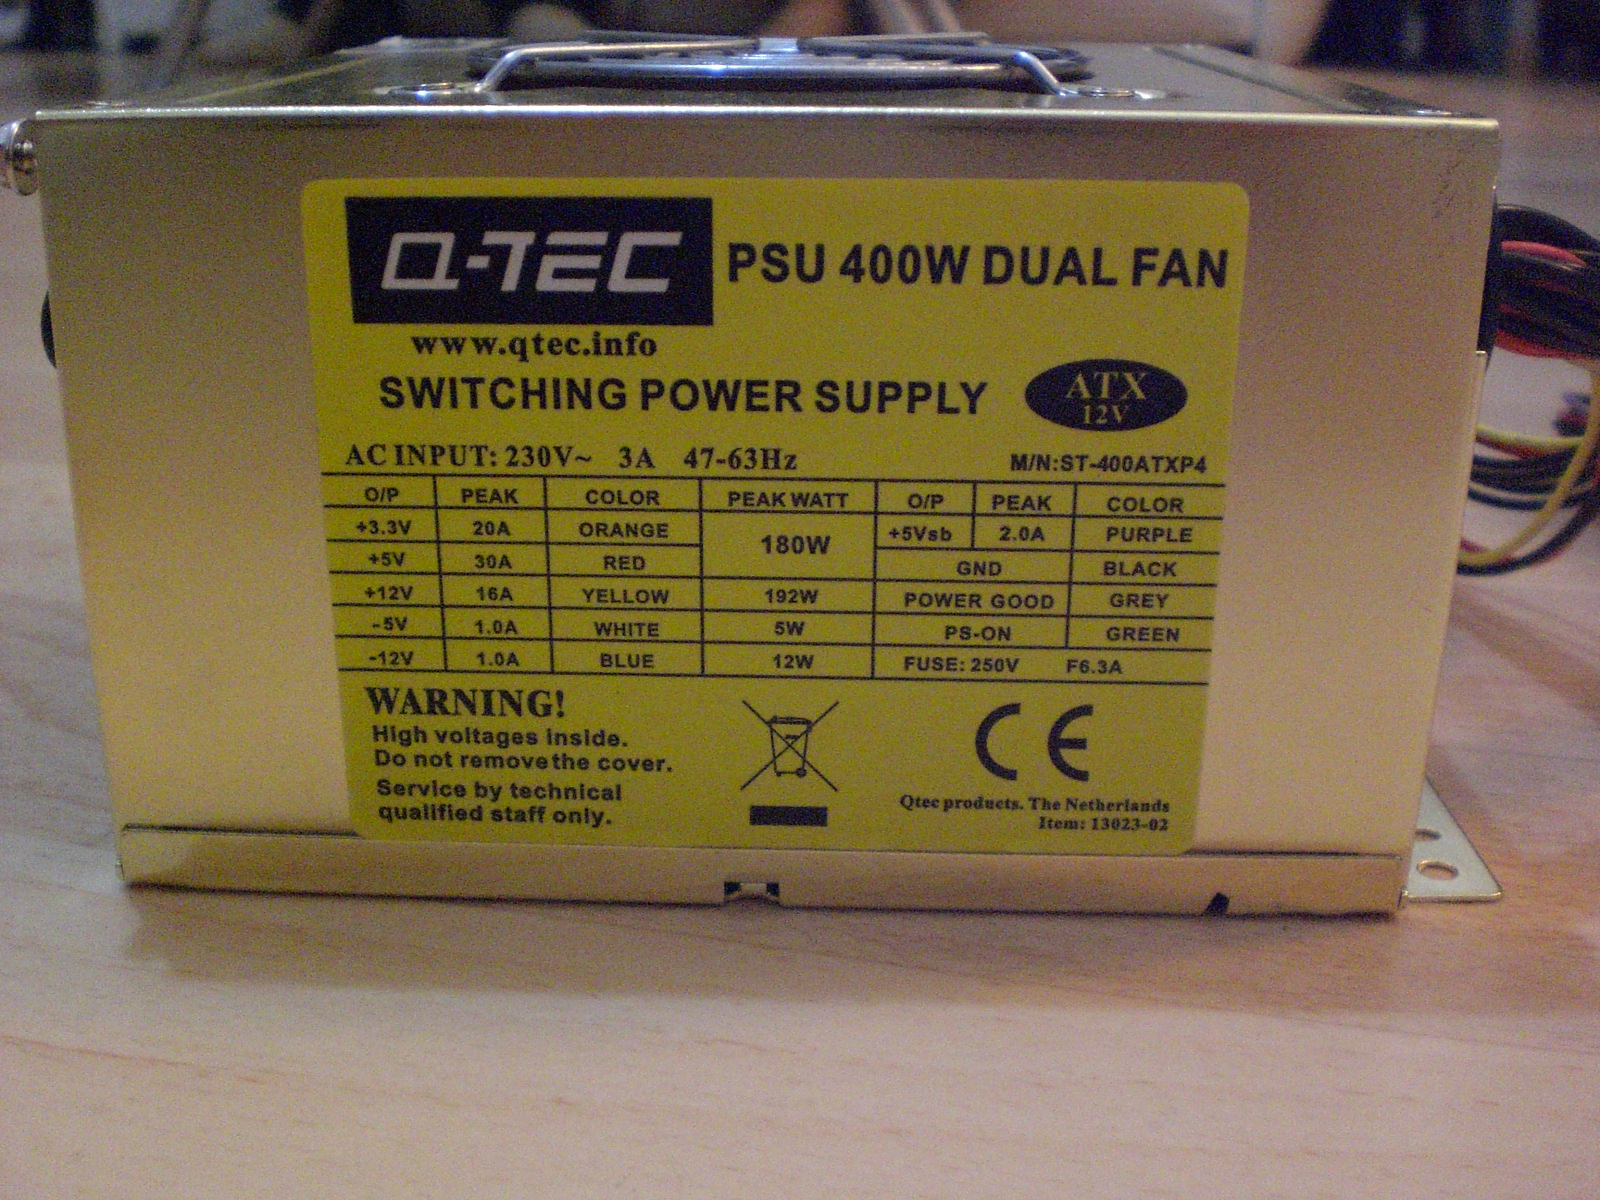 Q-TEC PSU 400W DUAL FAN
www.qtec.info
SWITCHING POWER SUPPLY ATX
12V
AC INPUT: 230V~ 3A 47-63Hz M/N:ST-400ATXP4
O/P PEAK COLOR PEAK WATT O/P PEAK COLOR
+3.3V 20A ORANGE 180W +5Vsb 2.0A PURPLE
+5V 30A RED GND BLACK
+12V 16A YELLOW 192W POWER GOOD GREY
-5V 1.0A WHITE 5W PS-ON GREEN
-12V 1.0A BLUE 12W FUSE: 250V F6.3A
WARNING!
High voltages inside.
Do not remove the cover.
Service by technical
qualified staff only.
CE
Qtec products. The Netherlands
Item: 13023-02